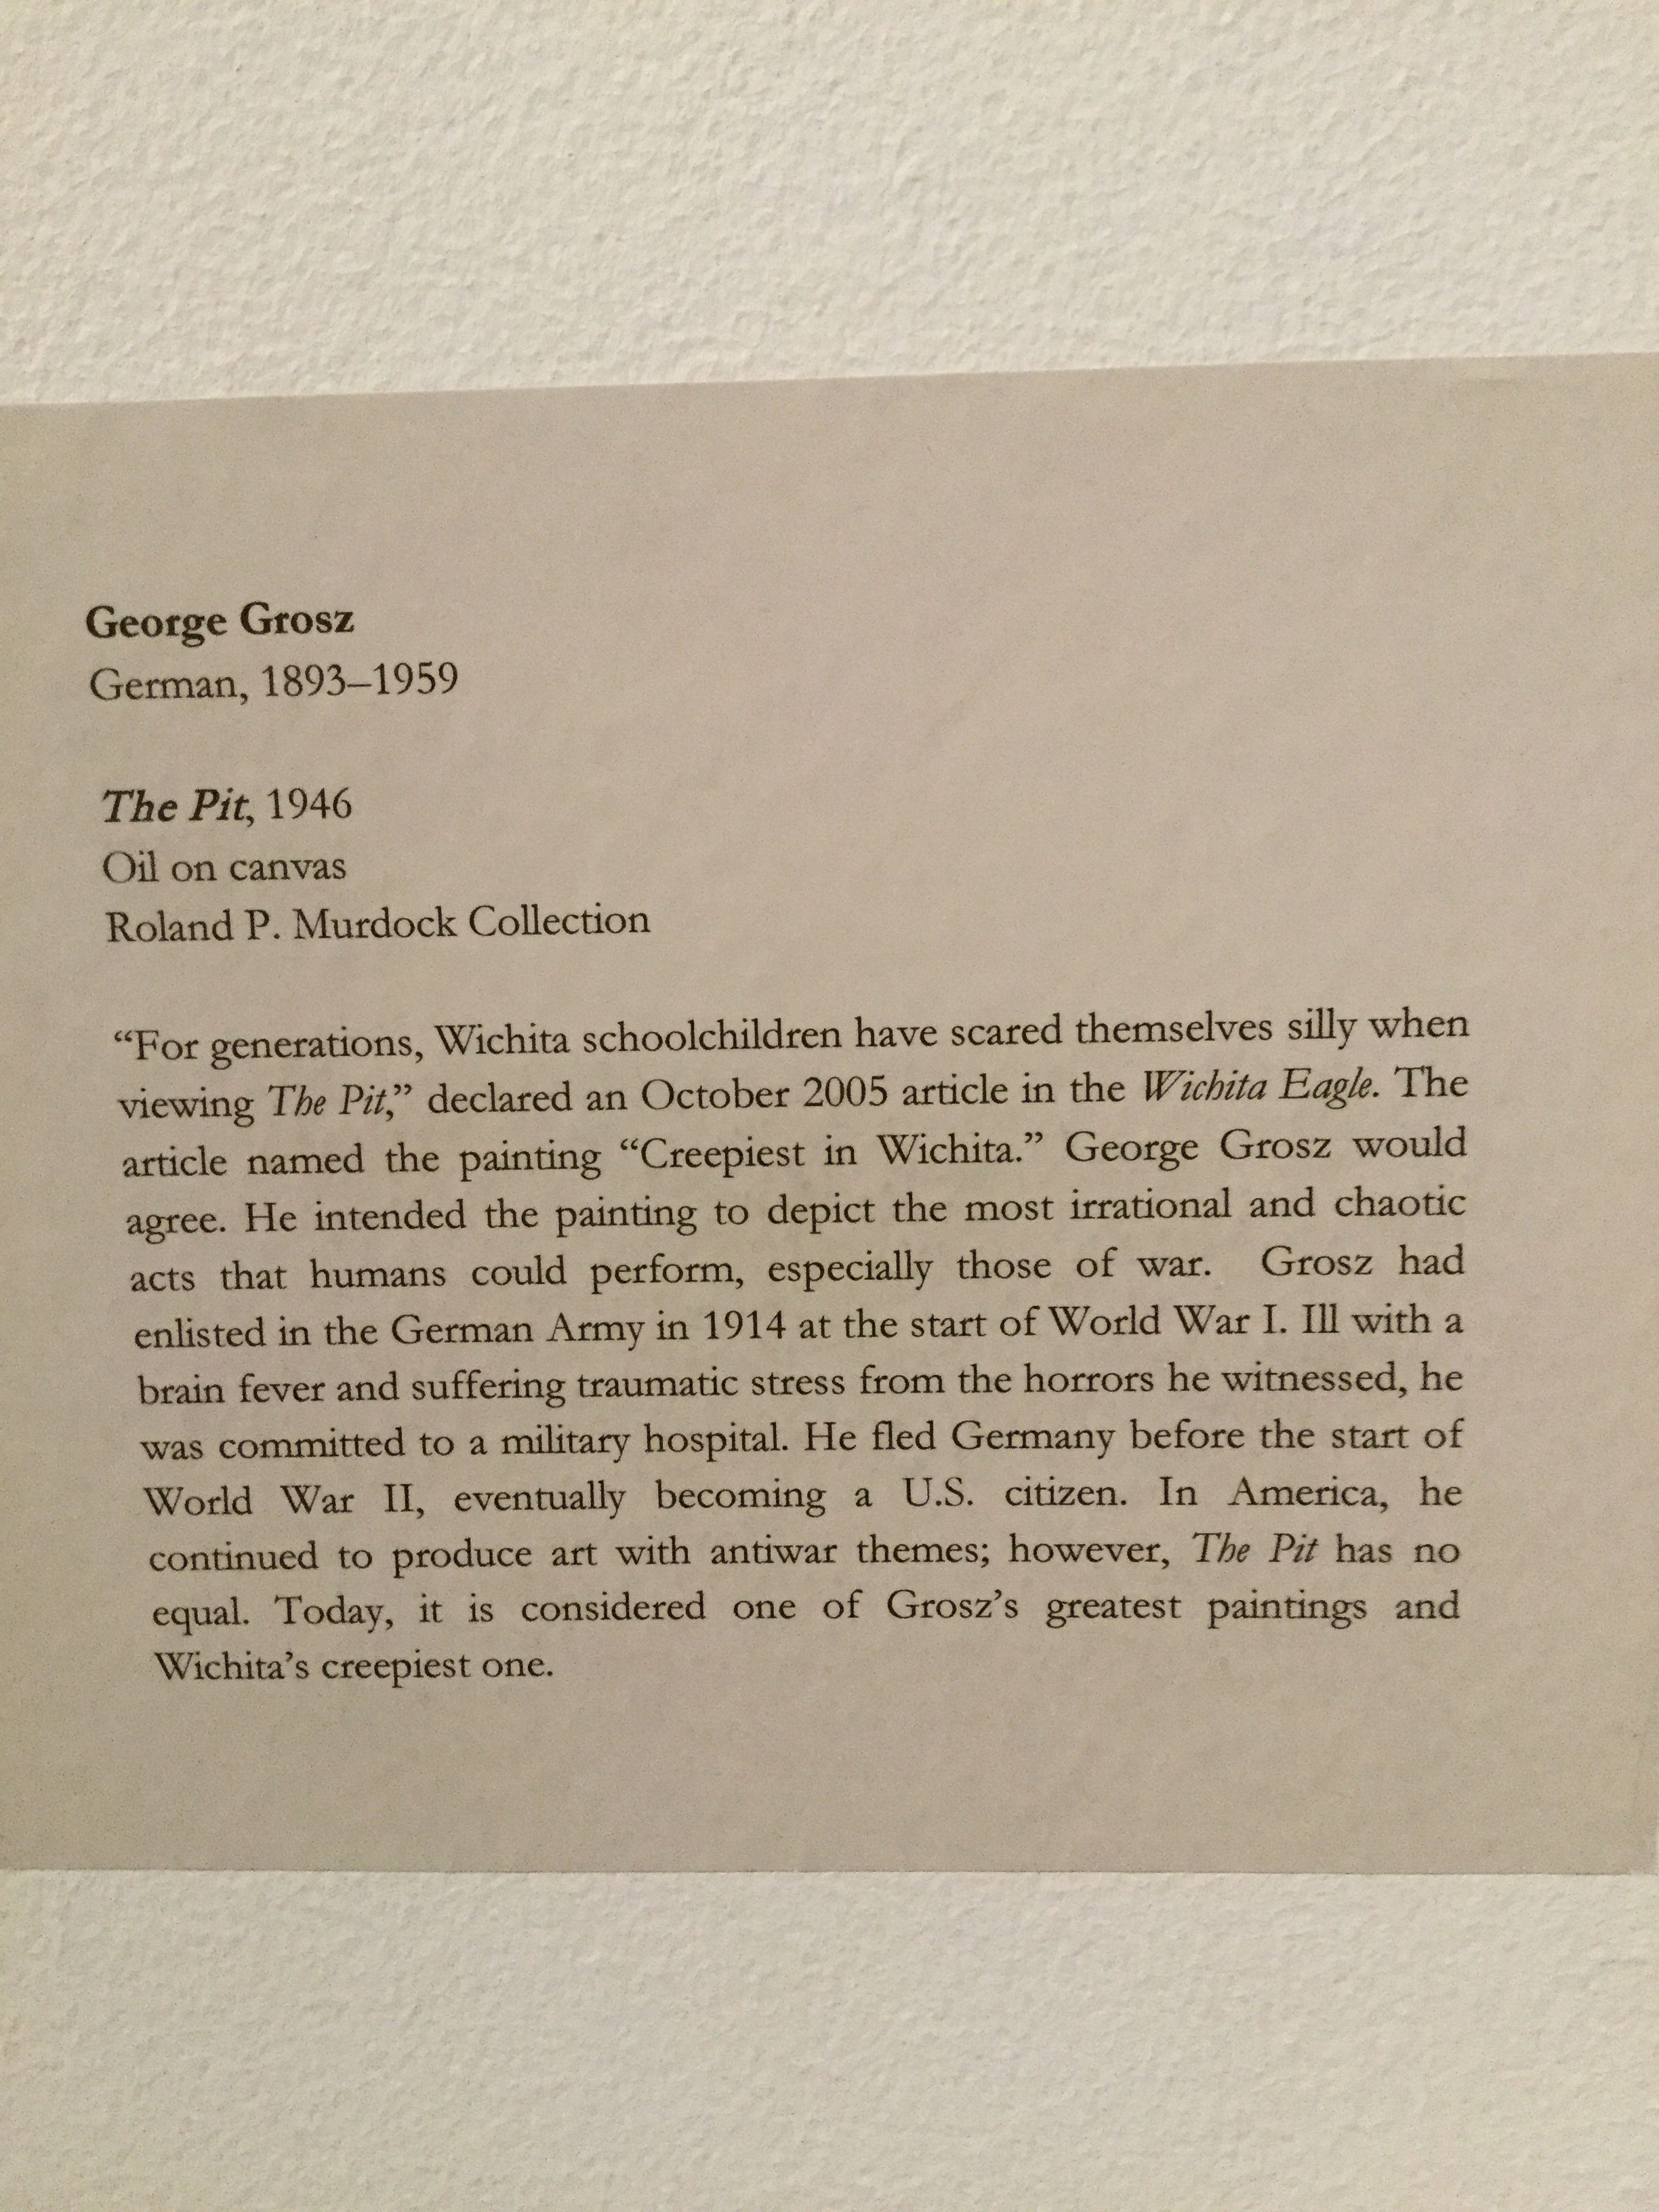 George Grosz
German, 1893–1959
The Pit, 1946
Oil on canvas
Roland P. Murdock Collection
“For generations, Wichita schoolchildren have scared themselves silly when
viewing The Pit,” declared an October 2005 article in the Wichita Eagle. The
article named the painting “Creepiest in Wichita.” George Grosz would
agree. He intended the painting to depict the most irrational and chaotic
acts that humans could perform, especially those of war. Grosz had
enlisted in the German Army in 1914 at the start of World War I. Ill with a
brain fever and suffering traumatic stress from the horrors he witnessed, he
was committed to a military hospital. He fled Germany before the start of
World War II, eventually becoming a U.S. citizen. In America, he
continued to produce art with antiwar themes; however, The Pit has no
equal. Today, it is considered one of Grosz’s greatest paintings and
Wichita’s creepiest one.